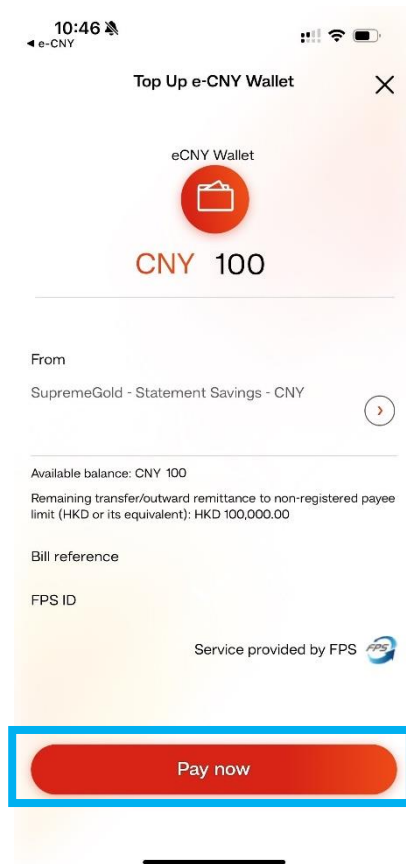 10:46
◀ e-CNY
Top Up e-CNY Wallet
eCNY Wallet
CNY 100
From
SupremeGold - Statement Savings - CNY
Available balance: CNY 100
Remaining transfer/outward remittance to non-registered payee
limit (HKD or its equivalent): HKD 100,000.00
Bill reference
FPS ID
Service provided by FPS FPS
Pay now